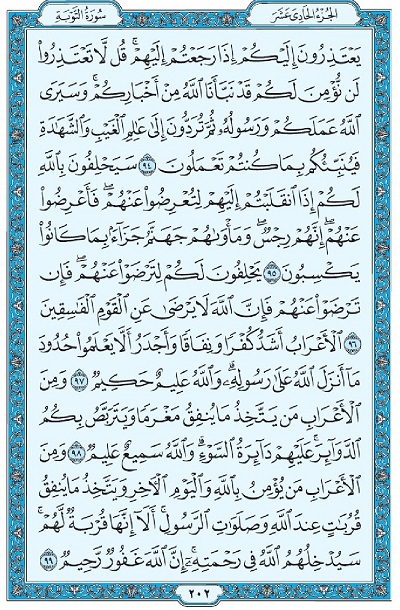 الجزء الحادي عشر
سورة التوبة
يَعْتَذِرُونَ إِلَيْكُمْ إِذَا رَجَعْتُمْ إِلَيْهِمْ ۚ قُل لَّا تَعْتَذِرُوا۟
لَن نُّؤْمِنَ لَكُمْ قَدْ نَبَّأَنَا ٱللَّهُ مِنْ أَخْبَارِكُمْ ۚ وَسَيَرَى
ٱللَّهُ عَمَلَكُمْ وَرَسُولُهُۥ ثُمَّ تُرَدُّونَ إِلَىٰ عَٰلِمِ ٱلْغَيْبِ وَٱلشَّهَٰدَةِ
فَيُنَبِّئُكُم بِمَا كُنتُمْ تَعْمَلُونَ ٩٤ سَيَحْلِفُونَ بِٱللَّهِ
لَكُمْ إِذَا ٱنقَلَبْتُمْ إِلَيْهِمْ لِتُعْرِضُوا۟ عَنْهُمْ ۖ فَأَعْرِضُوا۟
عَنْهُمْ ۖ إِنَّهُمْ رِجْسٌ ۖ وَمَأْوَىٰهُمْ جَهَنَّمُ جَزَآءًۢ بِمَا كَانُوا۟
يَكْسِبُونَ ٩٥ يَحْلِفُونَ لَكُمْ لِتَرْضَوْا۟ عَنْهُمْ ۖ فَإِن
تَرْضَوْا۟ عَنْهُمْ فَإِنَّ ٱللَّهَ لَا يَرْضَىٰ عَنِ ٱلْقَوْمِ ٱلْفَٰسِقِينَ
٩٦ ٱلْأَعْرَابُ أَشَدُّ كُفْرًا وَنِفَاقًا وَأَجْدَرُ أَلَّا يَعْلَمُوا۟ حُدُودَ
مَآ أَنزَلَ ٱللَّهُ عَلَىٰ رَسُولِهِۦ ۗ وَٱللَّهُ عَلِيمٌ حَكِيمٌ ٩٧ وَمِنَ
ٱلْأَعْرَابِ مَن يَتَّخِذُ مَا يُنفِقُ مَغْرَمًا وَيَتَرَبَّصُ بِكُمُ
ٱلدَّوَآئِرَ ۚ عَلَيْهِمْ دَآئِرَةُ ٱلسَّوْءِ ۗ وَٱللَّهُ سَمِيعٌ عَلِيمٌ ٩٨ وَمِنَ
ٱلْأَعْرَابِ مَن يُؤْمِنُ بِٱللَّهِ وَٱلْيَوْمِ ٱلْءَاخِرِ وَيَتَّخِذُ مَا يُنفِقُ
قُرُبَٰتٍ عِندَ ٱللَّهِ وَصَلَوَٰتِ ٱلرَّسُولِ ۚ أَلَآ إِنَّهَا قُرْبَةٌ لَّهُمْ ۚ
سَيُدْخِلُهُمُ ٱللَّهُ فِى رَحْمَتِهِۦٓ ۗ إِنَّ ٱللَّهَ غَفُورٌ رَّحِيمٌ ٩٩
٢٠٢